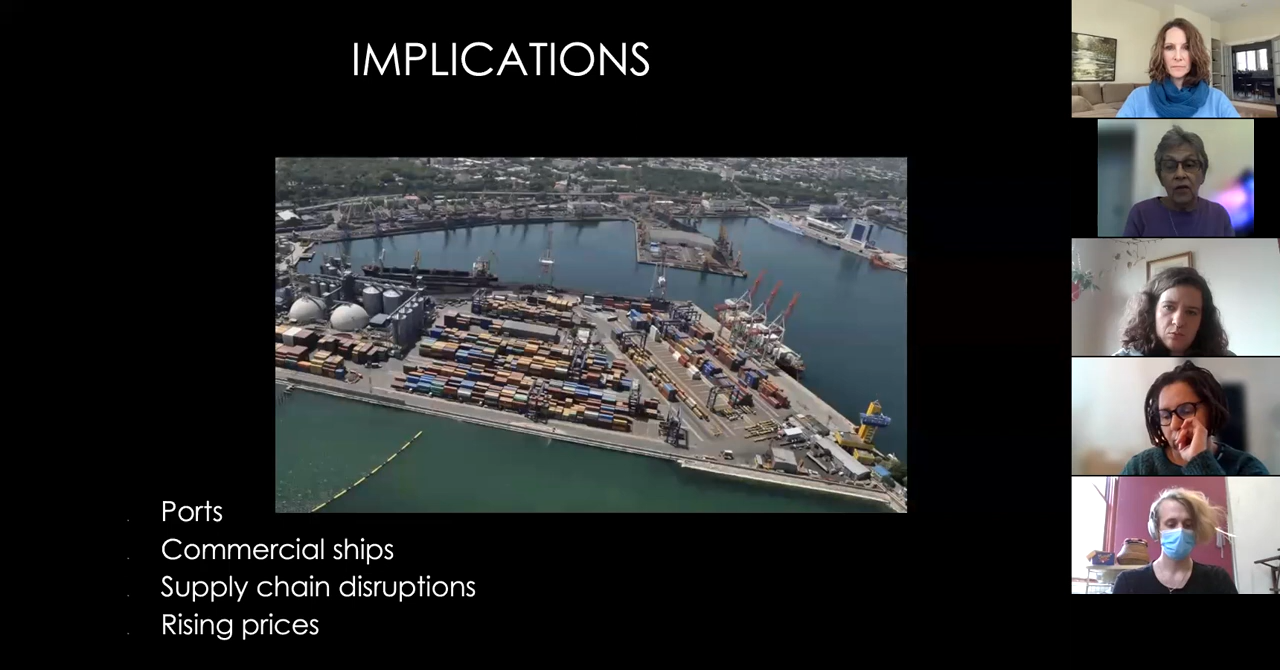 IMPLICATIONS
Ports
Commercial ships
Supply chain disruptions
Rising prices